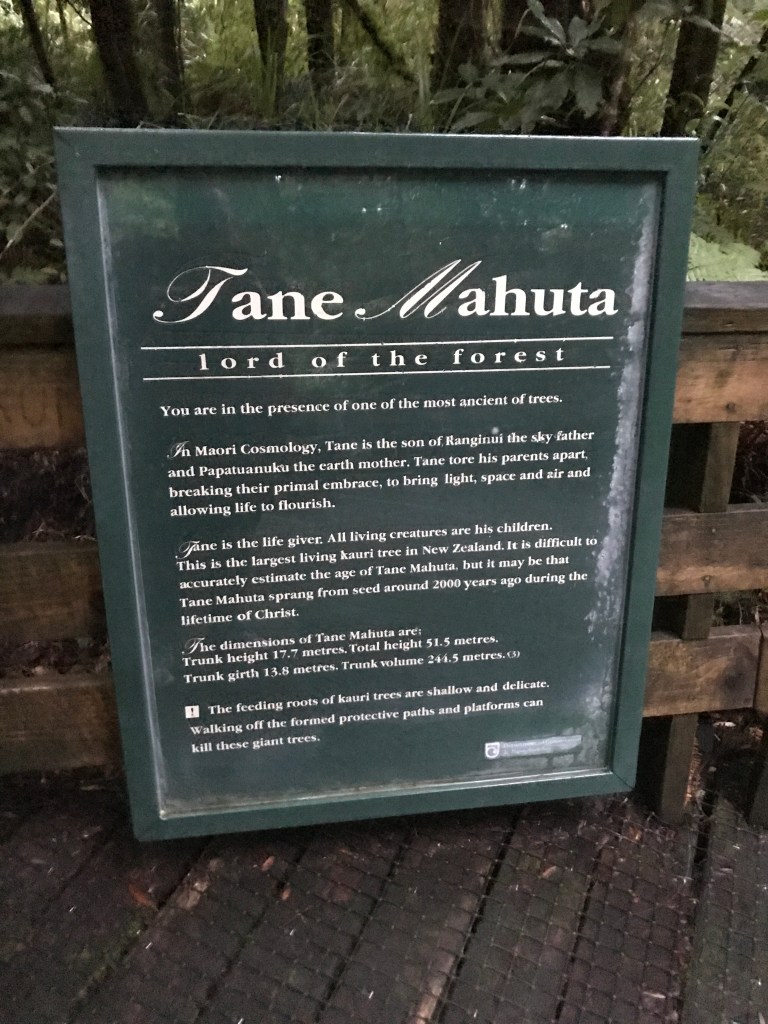 Tane Mahuta
lord of the forest
You are in the presence of one of the most ancient of trees.
In Maori Cosmology, Tane is the son of Ranginui the sky father
and Papatuanuku the earth mother. Tane tore his parents apart,
breaking their primal embrace, to bring light, space and air and
allowing life to flourish.
Tane is the life giver. All living creatures are his children.
This is the largest living kauri tree in New Zealand. It is difficult to
accurately estimate the age of Tane Mahuta, but it may be that
Tane Mahuta sprang from seed around 2000 years ago during the
lifetime of Christ.
The dimensions of Tane Mahuta are:
Trunk height 17.7 metres. Total height 51.5 metres.
Trunk girth 13.8 metres. Trunk volume 244.5 metres.(3)
! The feeding roots of kauri trees are shallow and delicate.
Walking off the formed protective paths and platforms can
kill these giant trees.